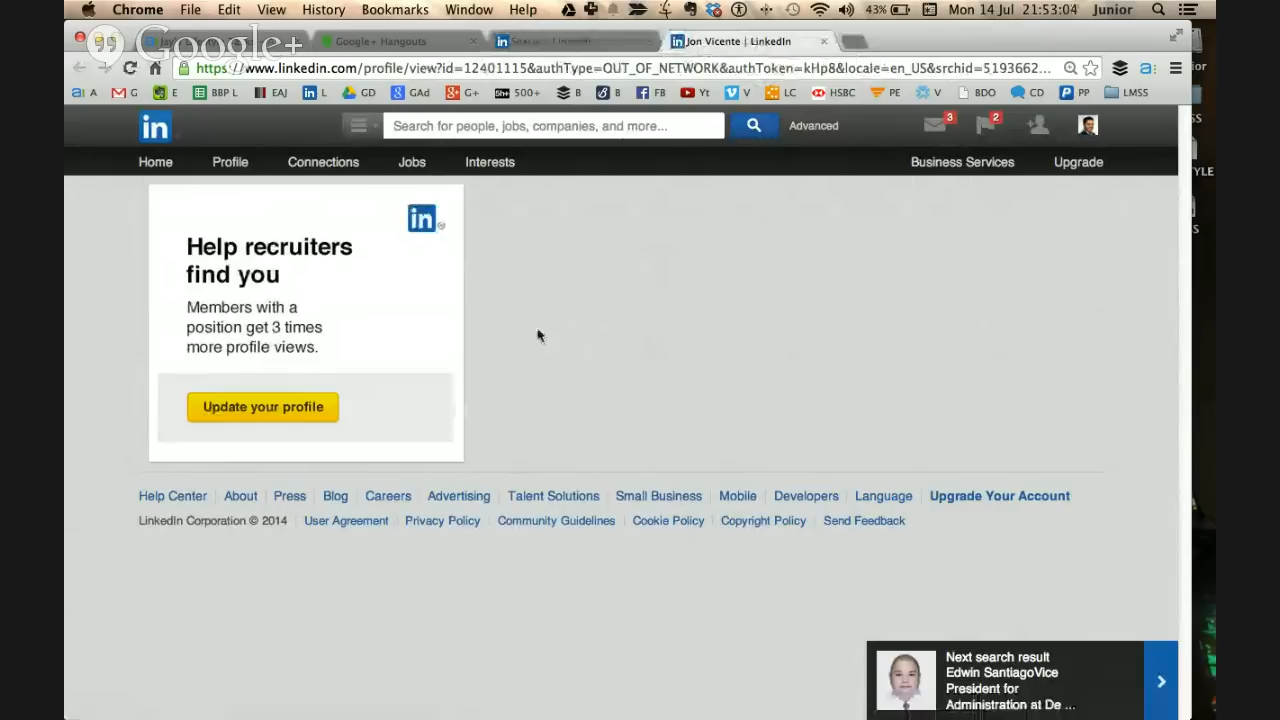 Chrome File Edit View History Bookmarks Window Help 43% Mon 14 Jul 21:53:04 Junior
Google+
Google+ Hangouts
Jon Vicente | LinkedIn
https://www.linkedin.com/profile/view?id=12401115&authType=OUT_OF_NETWORK&authToken=kHp8&locale=en_US&srchid=5193662...
A G E BBP L EAJ L GD GAd G+ 500+ B B FB Yt V LC HSBC PE V BDO CD PP LMSS
in Search for people, jobs, companies, and more... Advanced 3 2
Home Profile Connections Jobs Interests Business Services Upgrade
in
Help recruiters
find you
Members with a
position get 3 times
more profile views.
Update your profile
Help Center About Press Blog Careers Advertising Talent Solutions Small Business Mobile Developers Language Upgrade Your Account
LinkedIn Corporation © 2014 User Agreement Privacy Policy Community Guidelines Cookie Policy Copyright Policy Send Feedback
Next search result
Edwin SantiagoVice
President for
Administration at De ...